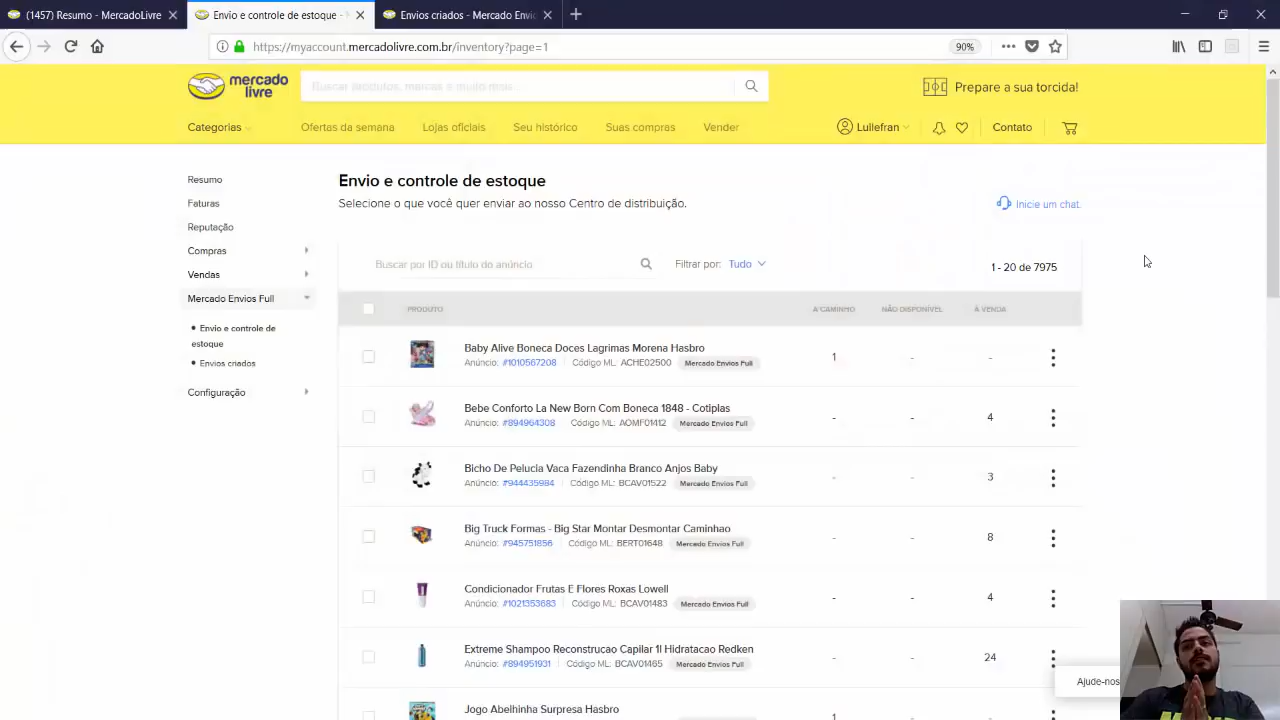 (1457) Resumo - MercadoLivre
Envio e controle de estoque -
Envios criados - Mercado Env
https://myaccount.mercadolivre.com.br/inventory?page=1
90%
mercado
livre
Buscar produtos, marcas e muito mais...
Prepare a sua torcida!
Categorias
Ofertas da semana
Lojas oficiais
Seu histórico
Suas compras
Vender
Lullefran
Contato
Resumo
Faturas
Reputação
Compras
Vendas
Mercado Envios Full
Envio e controle de
estoque
Envios criados
Configuração
Envio e controle de estoque
Selecione o que você quer enviar ao nosso Centro de distribuição.
Inicie um chat.
Buscar por ID ou título do anúncio
Filtrar por: Tudo
1 - 20 de 7975
PRODUTO A CAMINHO NÃO DISPONÍVEL À VENDA
Baby Alive Boneca Doces Lagrimas Morena Hasbro
Anúncio: #1010567208 Código ML: ACHE02500 Mercado Envios Full
1 - -
Bebe Conforto La New Born Com Boneca 1848 - Cotiplas
Anúncio: #894964308 Código ML: AOMF01412 Mercado Envios Full
- - 4
Bicho De Pelucia Vaca Fazendinha Branco Anjos Baby
Anúncio: #944435984 Código ML: BCAV01522 Mercado Envios Full
- - 3
Big Truck Formas - Big Star Montar Desmontar Caminhao
Anúncio: #945751856 Código ML: BERT01648 Mercado Envios Full
- - 8
Condicionador Frutas E Flores Roxas Lowell
Anúncio: #1021353683 Código ML: BCAV01483 Mercado Envios Full
- - 4
Extreme Shampoo Reconstrucao Capilar 1l Hidratacao Redken
Anúncio: #894951931 Código ML: BCAV01465 Mercado Envios Full
- - 24
Ajude-nos
Jogo Abelhinha Surpresa Hasbro
1